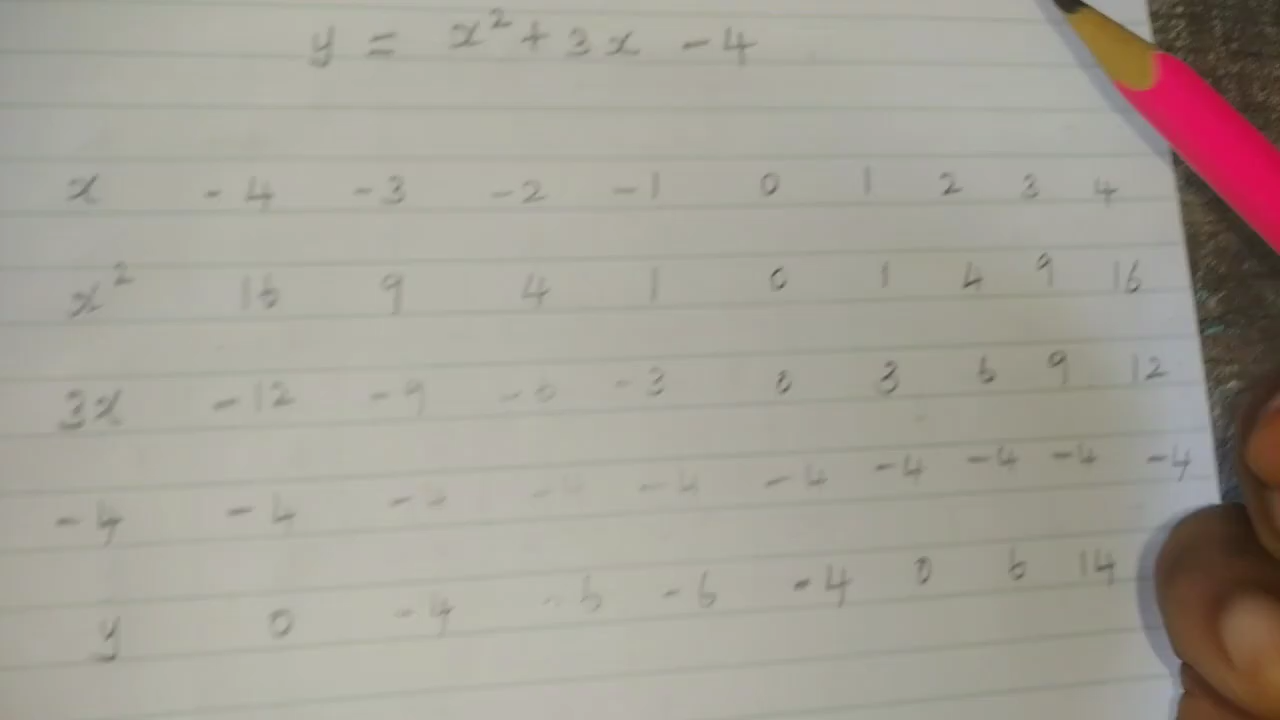 y = x² + 3x - 4
x -4 -3 -2 -1 0 1 2 3 4
x² 16 9 4 1 0 1 4 9 16
3x -12 -9 -3 0 3 6 9 12
-4 -4 -4 -4 -4 -4 -4 -4
y 0 -4 -6 -6 -4 0 6 14